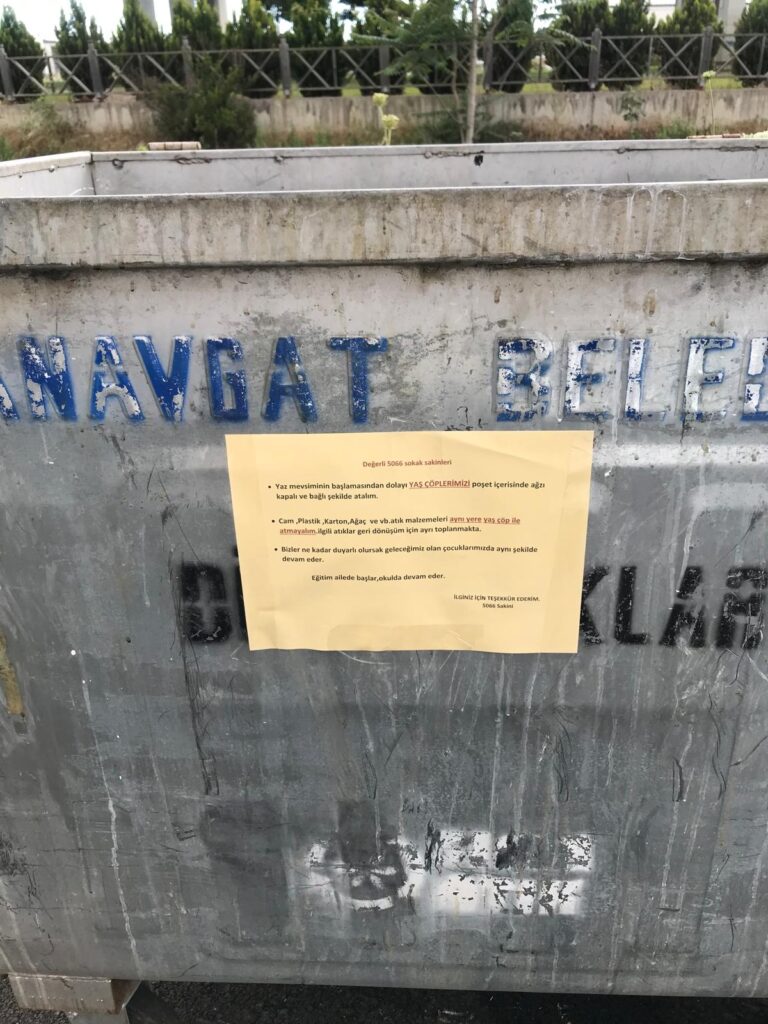 ANAVGAT BELED
Değerli 5066 sokak sakinleri
• Yaz mevsiminin başlamasından dolayı YAŞ ÇÖPLERİMİZİ poşet içerisinde ağzı
kapalı ve bağlı şekilde atalım.
• Cam ,Plastik ,Karton,Ağaç ve vb.atık malzemeleri aynı yere yaş çöp ile
atmayalım.ilgili atıklar geri dönüşüm için ayrı toplanmakta.
• Bizler ne kadar duyarlı olursak geleceğimiz olan çocuklarımızda aynı şekilde
devam eder.
Eğitim ailede başlar,okulda devam eder.
İLGİNİZ İÇİN TEŞEKKÜR EDERİM.
5066 Sakini
KLAR